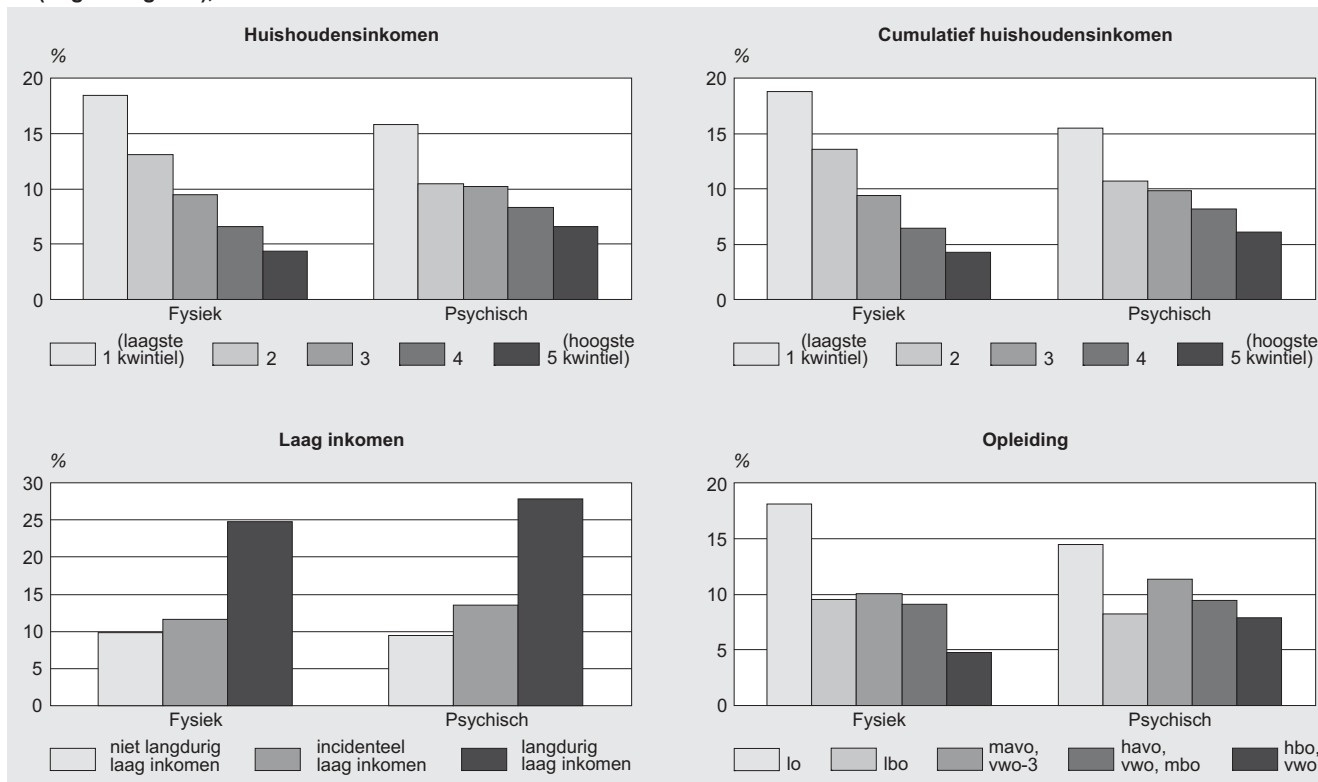 Huishoudensinkomen
%
20
15
10
5
0
Fysiek
Psychisch
(laagste
1 kwintiel)
2
3
4
(hoogste
5 kwintiel)
Cumulatief huishoudensinkomen
%
20
15
10
5
0
Fysiek
Psychisch
(laagste
1 kwintiel)
2
3
4
(hoogste
5 kwintiel)
Laag inkomen
%
30
25
20
15
10
5
0
Fysiek
Psychisch
niet langdurig
laag inkomen
incidenteel
laag inkomen
langdurig
laag inkomen
Opleiding
%
20
15
10
5
0
Fysiek
Psychisch
lo
lbo
mavo,
vwo-3
havo,
vwo, mbo
hbo,
vwo